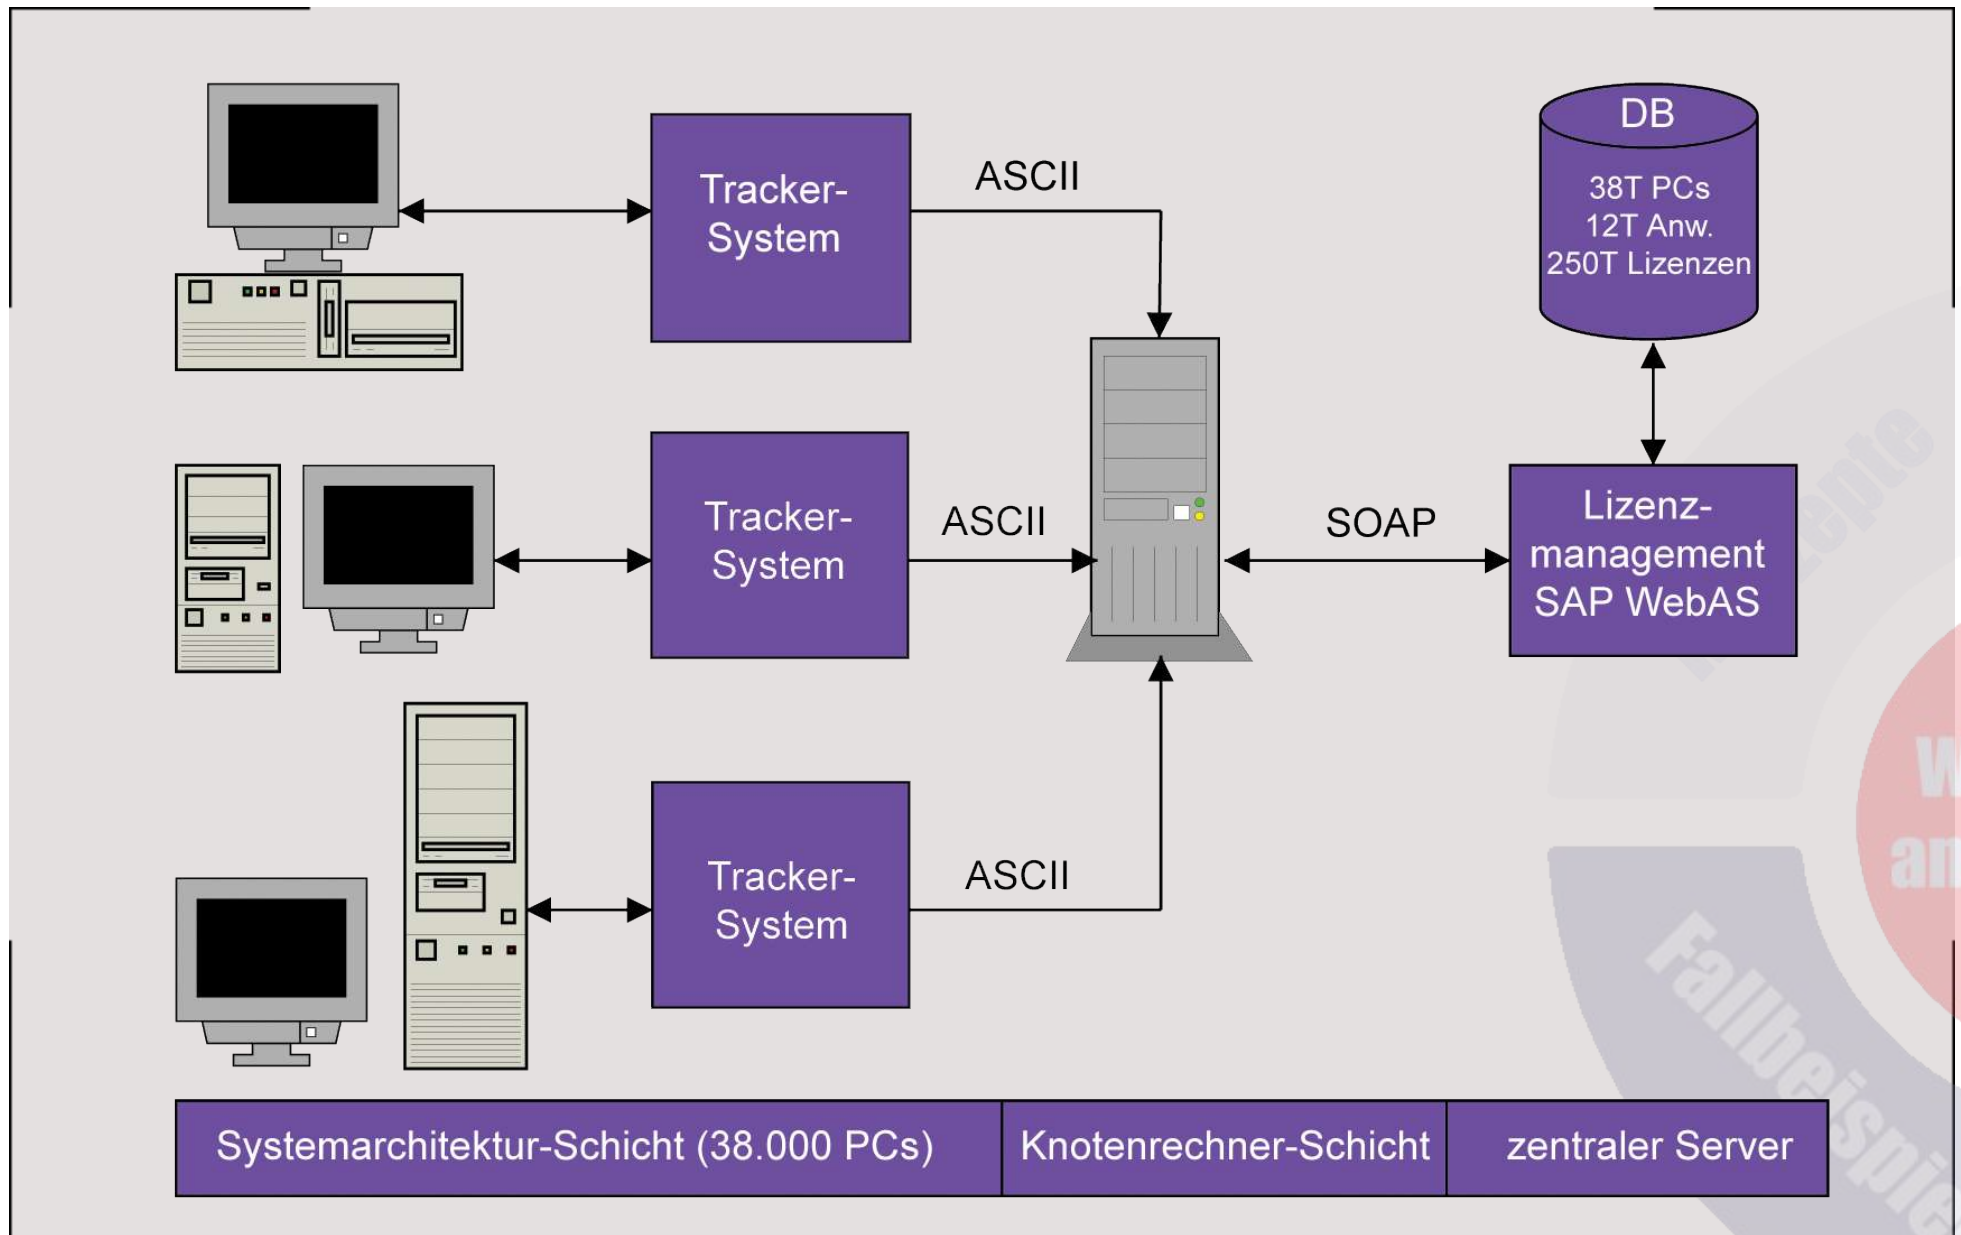 DB
38T PCs
12T Anw.
250T Lizenzen
Tracker-
System
ASCII
Tracker-
System
ASCII
SOAP
Lizenz-
management
SAP WebAS
Tracker-
System
ASCII
Systemarchitektur-Schicht (38.000 PCs)
Knotenrechner-Schicht
zentraler Server